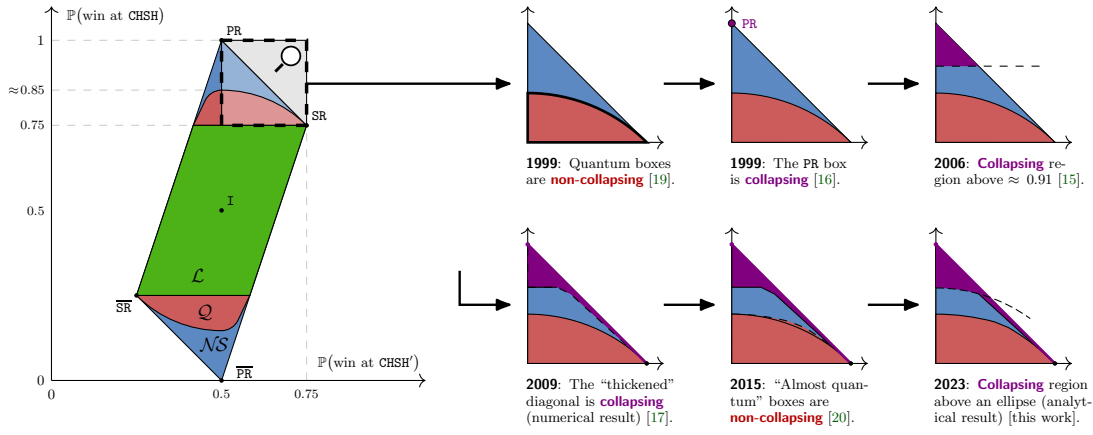 ℙ(win at CHSH)
PR
1
≈0.85
0.75
SR
0.5
I
ℒ
S̅R̅
𝒬
𝒩𝒮
P̅R̅
ℙ(win at CHSH′)
0
0
0.5
0.75
1999: Quantum boxes
are non-collapsing [19].
PR
1999: The PR box
is collapsing [16].
2006: Collapsing re-
gion above ≈ 0.91 [15].
2009: The “thickened”
diagonal is collapsing
(numerical result) [17].
2015: “Almost quan-
tum” boxes are
non-collapsing [20].
2023: Collapsing region
above an ellipse (analyt-
ical result) [this work].